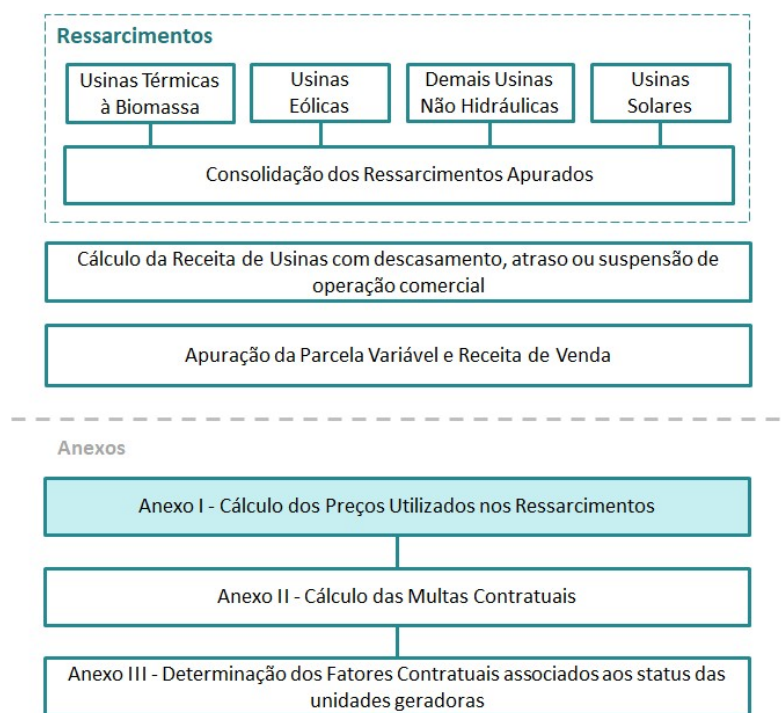 Ressarcimentos
Usinas Térmicas
à Biomassa
Usinas
Eólicas
Demais Usinas
Não Hidráulicas
Usinas
Solares
Consolidação dos Ressarcimentos Apurados
Cálculo da Receita de Usinas com descasamento, atraso ou suspensão de
operação comercial
Apuração da Parcela Variável e Receita de Venda
Anexos
Anexo I - Cálculo dos Preços Utilizados nos Ressarcimentos
Anexo II - Cálculo das Multas Contratuais
Anexo III - Determinação dos Fatores Contratuais associados aos status das
unidades geradoras